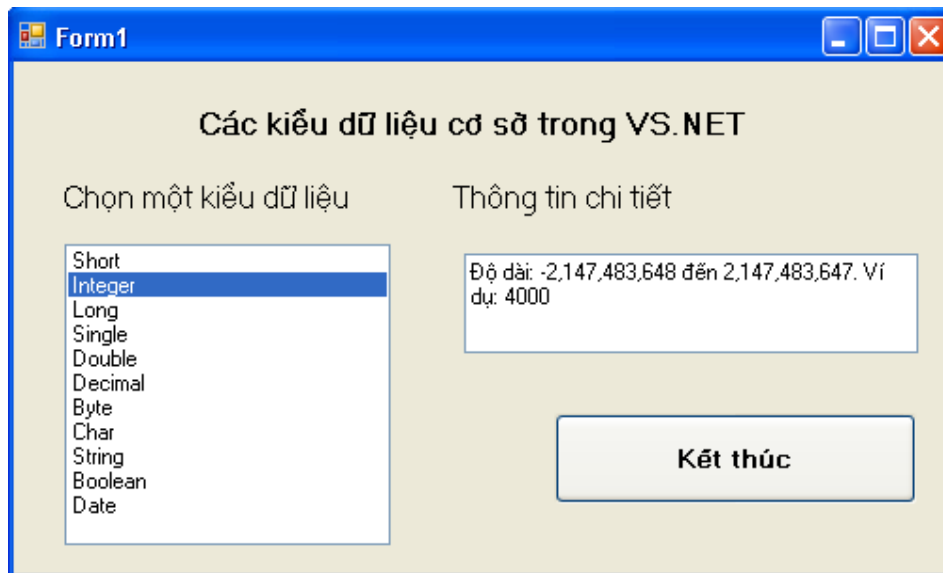 Form1
Các kiểu dữ liệu cơ sở trong VS.NET
Chọn một kiểu dữ liệu
Thông tin chi tiết
Short
Integer
Long
Single
Double
Decimal
Byte
Char
String
Boolean
Date
Độ dài: -2,147,483,648 đến 2,147,483,647. Ví
dụ: 4000
Kết thúc